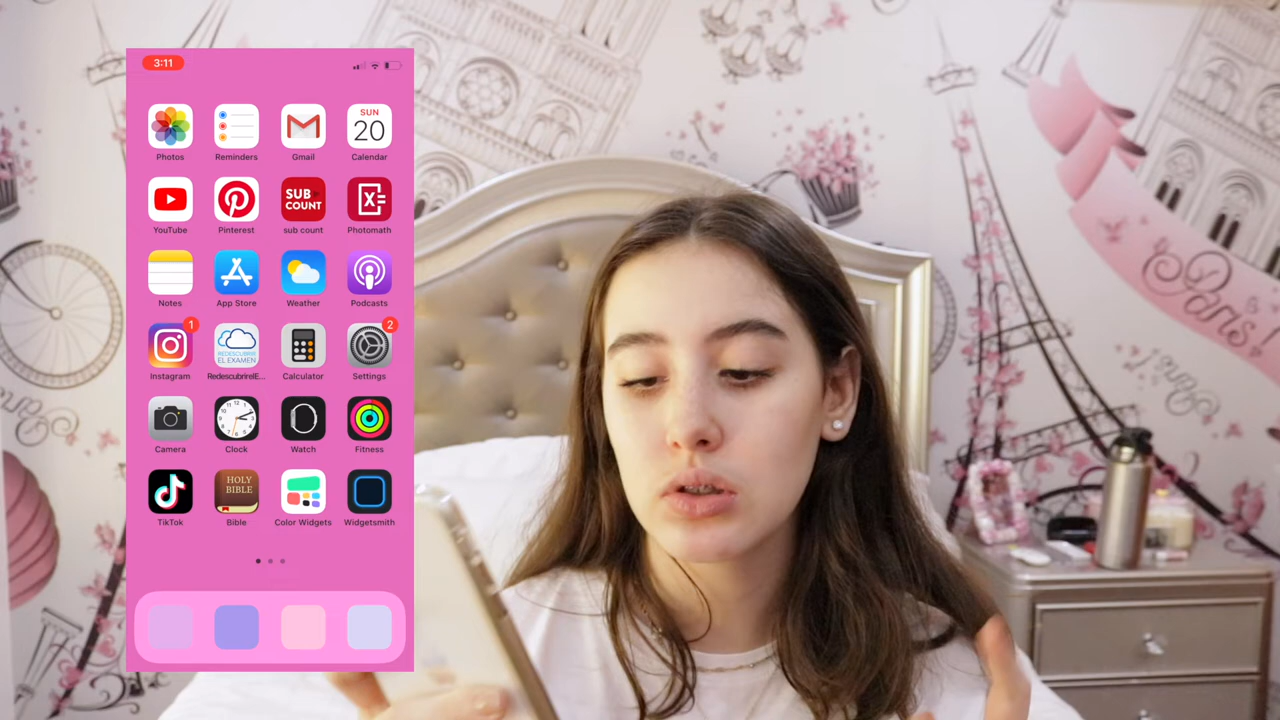 3:11
SUN
20
Photos
Reminders
Gmail
Calendar
SUB
COUNT
YouTube
Pinterest
sub count
Photomath
Notes
App Store
Weather
Podcasts
1
REDESCUBRIR
EL EXAMEN
2
Instagram
RedescubrirelE...
Calculator
Settings
Camera
Clock
Watch
Fitness
HOLY
BIBLE
TikTok
Bible
Color Widgets
Widgetsmith
Paris!
Paris